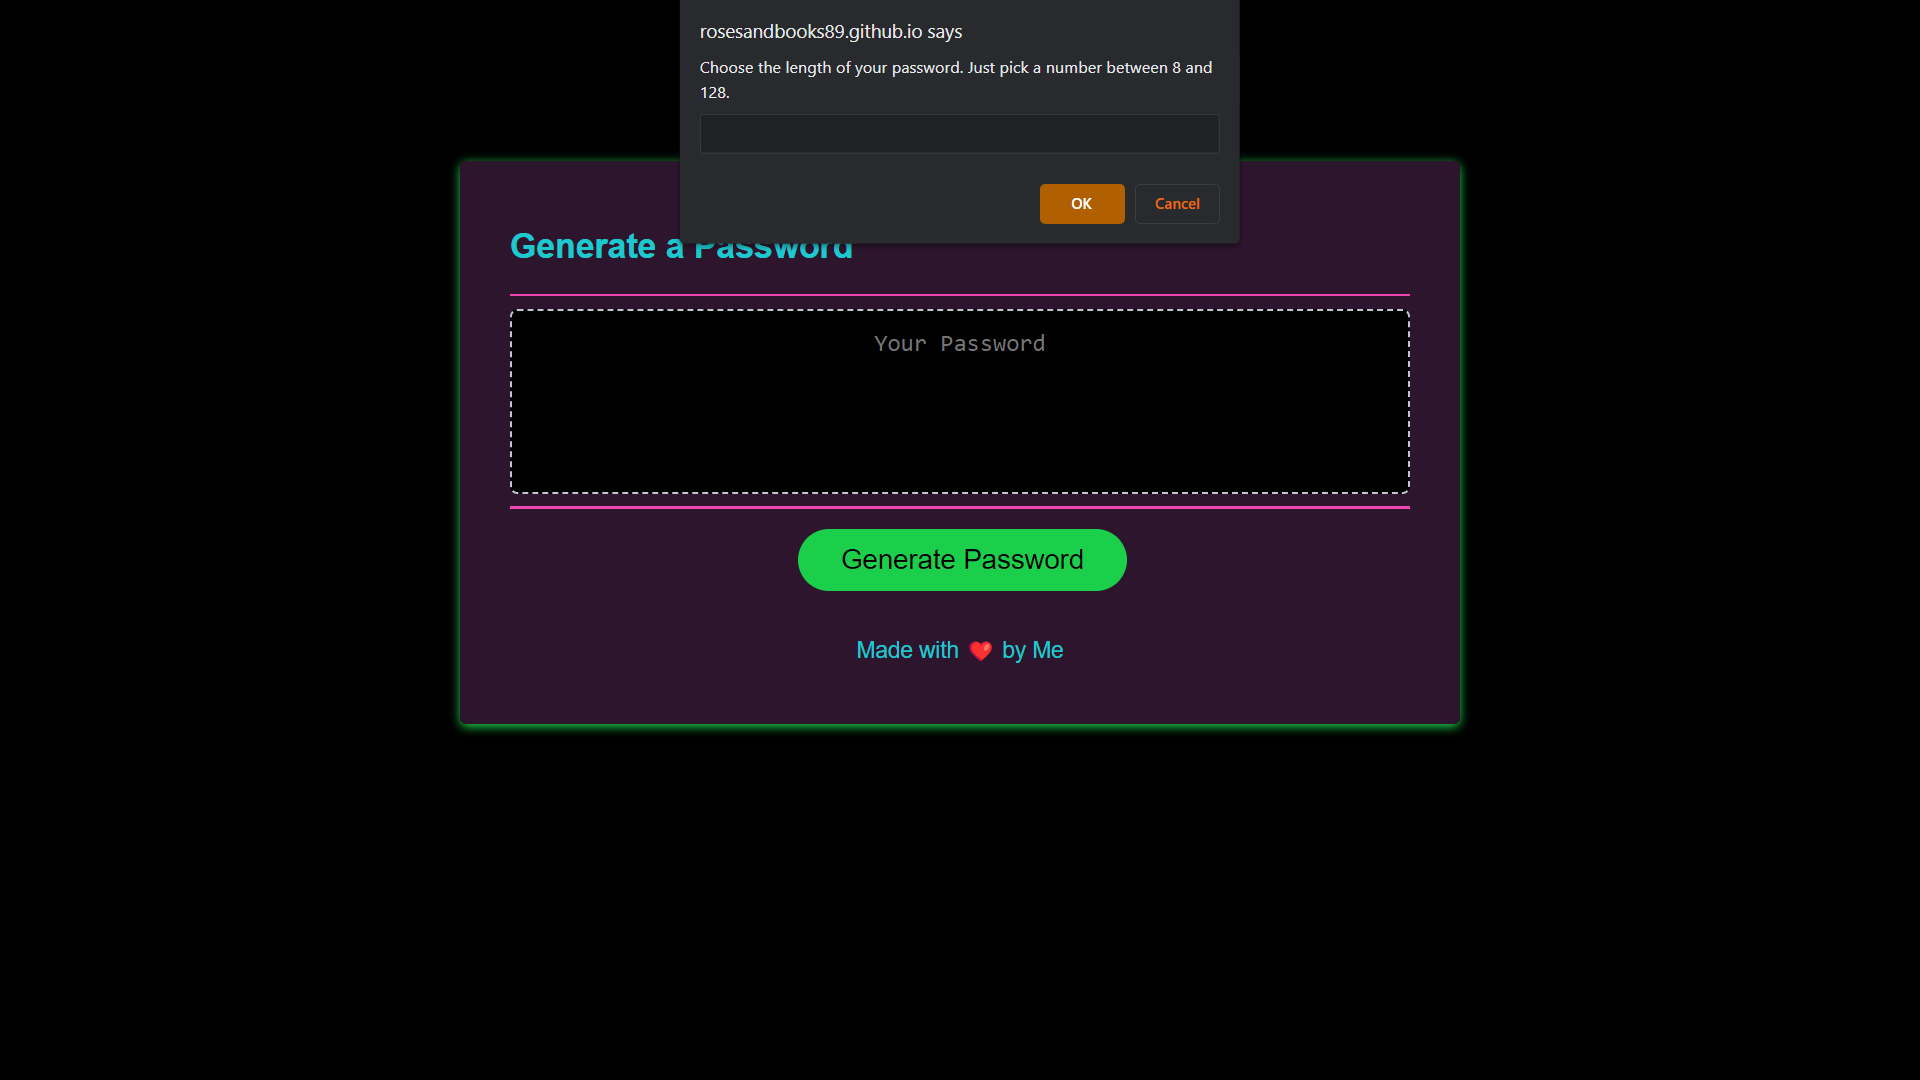 rosesandbooks89.github.io says
Choose the length of your password. Just pick a number between 8 and
128.
OK
Cancel
Generate a Password
Your Password
Generate Password
Made with ❤️ by Me